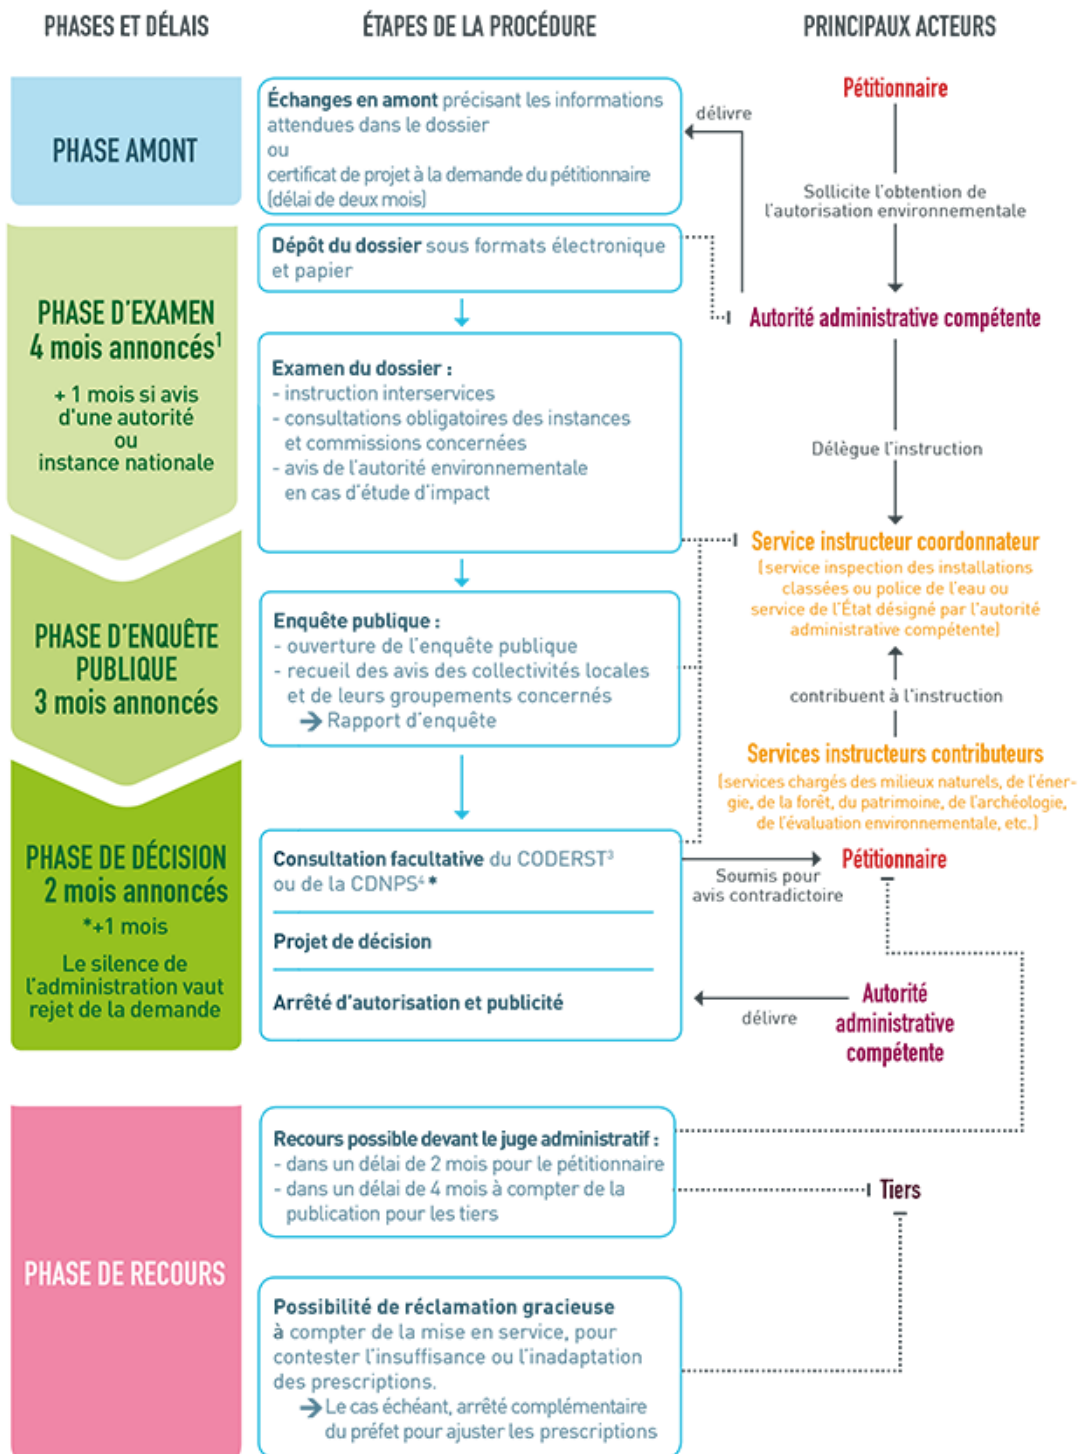 PHASES ET DÉLAIS
ÉTAPES DE LA PROCÉDURE
PRINCIPAUX ACTEURS
PHASE AMONT
Échanges en amont précisant les informations
attendues dans le dossier
ou
certificat de projet à la demande du pétitionnaire
(délai de deux mois)
délivre
Pétitionnaire
Sollicite l'obtention de
l'autorisation environnementale
PHASE D'EXAMEN
4 mois annoncés¹
+ 1 mois si avis
d'une autorité
ou
instance nationale
Dépôt du dossier sous formats électronique
et papier
Autorité administrative compétente
Examen du dossier :
- instruction interservices
- consultations obligatoires des instances
et commissions concernées
- avis de l'autorité environnementale
en cas d'étude d'impact
Délègue l'instruction
Service instructeur coordonnateur
(service inspection des installations
classées ou police de l'eau ou
service de l'État désigné par l'autorité
administrative compétente)
PHASE D'ENQUÊTE
PUBLIQUE
3 mois annoncés
Enquête publique :
- ouverture de l'enquête publique
- recueil des avis des collectivités locales
et de leurs groupements concernés
→ Rapport d'enquête
contribuent à l'instruction
Services instructeurs contributeurs
(services chargés des milieux naturels, de l'éner-
gie, de la forêt, du patrimoine, de l'archéologie,
de l'évaluation environnementale, etc.)
PHASE DE DÉCISION
2 mois annoncés
*+1 mois
Le silence de
l'administration vaut
rejet de la demande
Consultation facultative du CODERST³
ou de la CDNPS⁴ *
Projet de décision
Arrêté d'autorisation et publicité
Soumis pour
avis contradictoire
Pétitionnaire
délivre
Autorité
administrative
compétente
PHASE DE RECOURS
Recours possible devant le juge administratif :
- dans un délai de 2 mois pour le pétitionnaire
- dans un délai de 4 mois à compter de la
publication pour les tiers
Tiers
Possibilité de réclamation gracieuse
à compter de la mise en service, pour
contester l'insuffisance ou l'inadaptation
des prescriptions.
→ Le cas échéant, arrêté complémentaire
du préfet pour ajuster les prescriptions